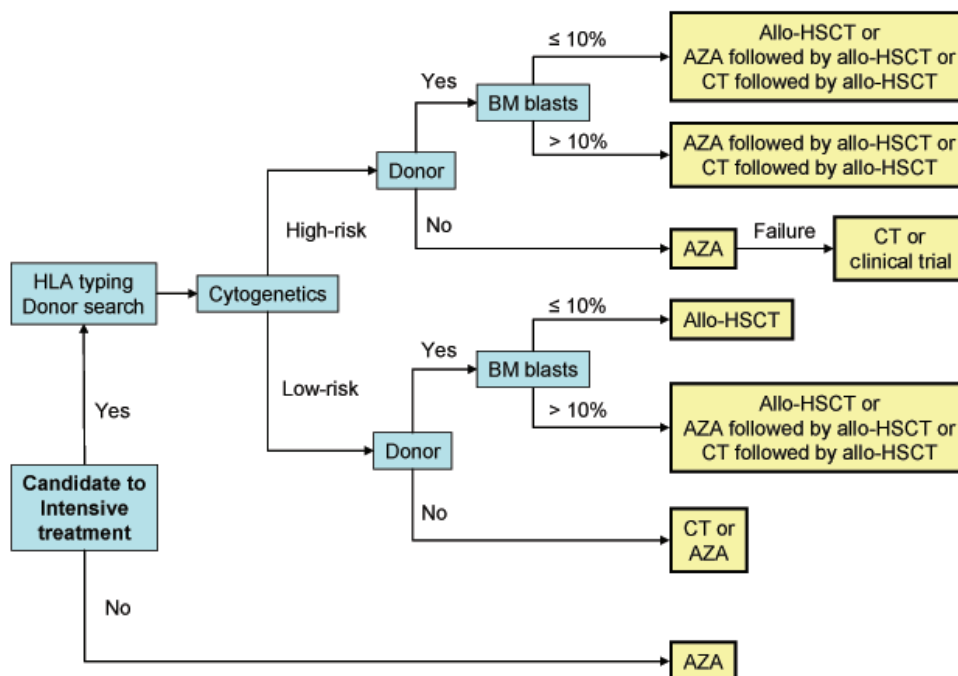 Allo-HSCT or
AZA followed by allo-HSCT or
CT followed by allo-HSCT
≤ 10%
Yes
BM blasts
> 10%
AZA followed by allo-HSCT or
CT followed by allo-HSCT
Donor
No
High-risk
AZA
Failure
CT or
clinical trial
HLA typing
Donor search
Cytogenetics
≤ 10%
Allo-HSCT
Yes
BM blasts
Low-risk
> 10%
Allo-HSCT or
AZA followed by allo-HSCT or
CT followed by allo-HSCT
Yes
Donor
Candidate to
Intensive
treatment
No
CT or
AZA
No
AZA